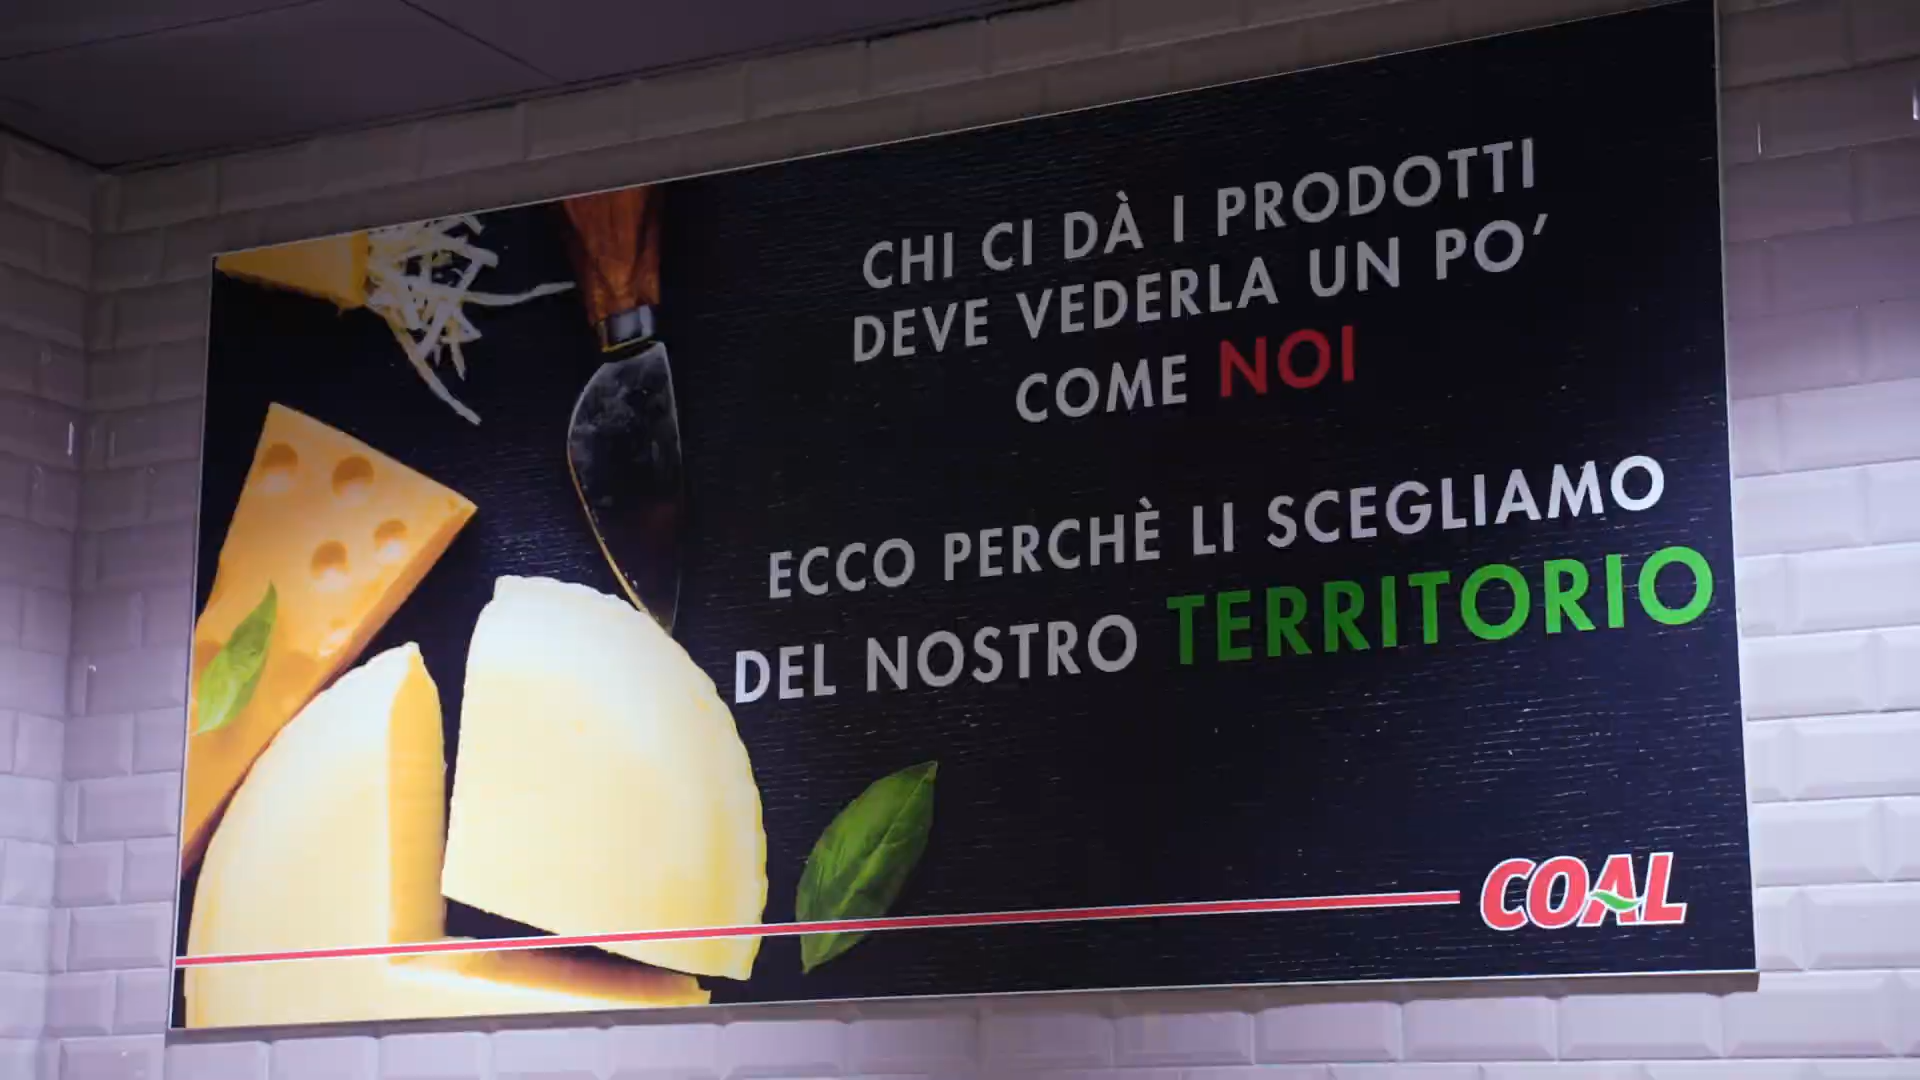 CHI CI DÀ I PRODOTTI
DEVE VEDERLA UN PO'
COME NOI
ECCO PERCHÈ LI SCEGLIAMO
DEL NOSTRO TERRITORIO
COAL